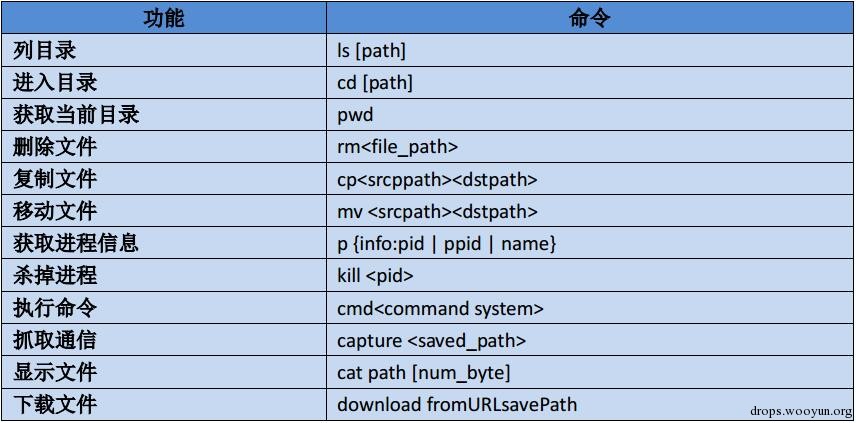 功能 命令
列目录 ls [path]
进入目录 cd [path]
获取当前目录 pwd
删除文件 rm<file_path>
复制文件 cp<srcppath><dstpath>
移动文件 mv <srcpath><dstpath>
获取进程信息 p {info:pid | ppid | name}
杀掉进程 kill <pid>
执行命令 cmd<command system>
抓取通信 capture <saved_path>
显示文件 cat path [num_byte]
下载文件 download fromURLsavePath
drops.wooyun.org